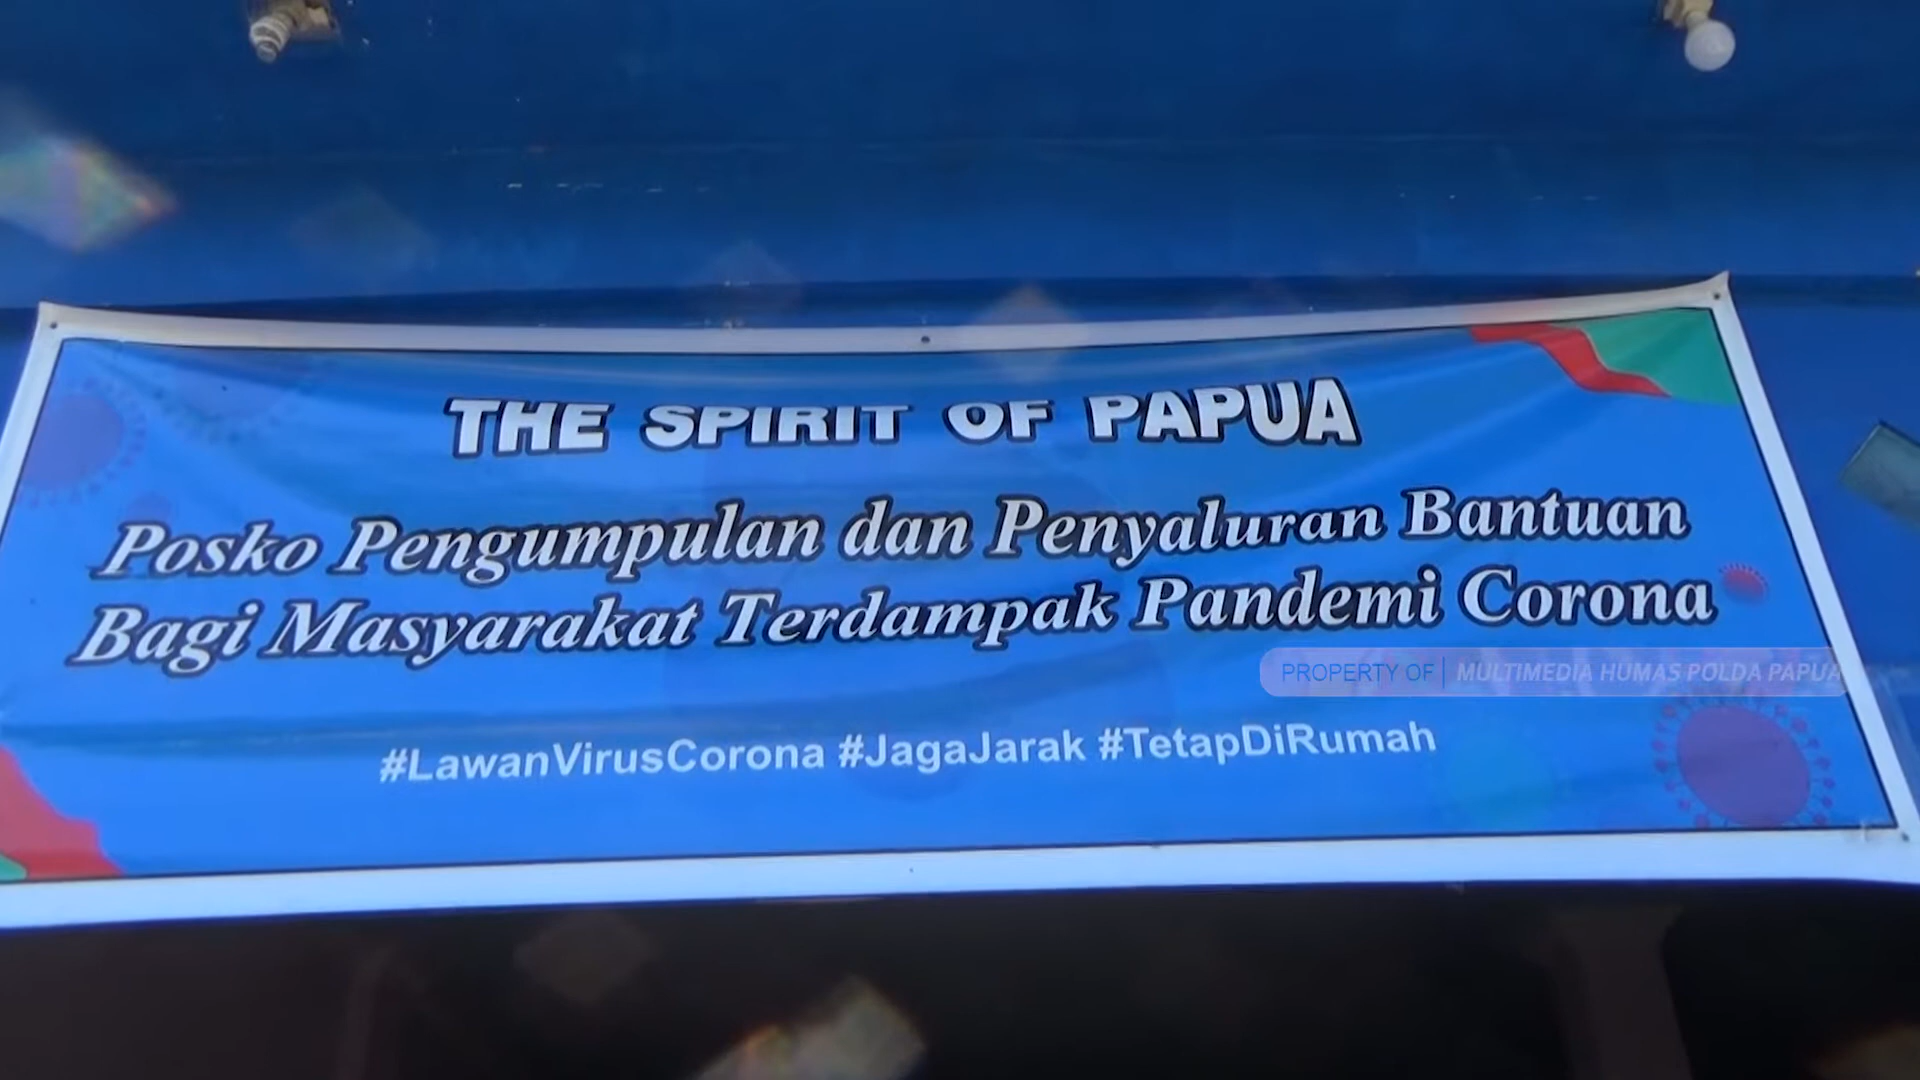 THE SPIRIT OF PAPUA
Posko Pengumpulan dan Penyaluran Bantuan
Bagi Masyarakat Terdampak Pandemi Corona
PROPERTY OF | MULTIMEDIA HUMAS POLDA PAPUA
#LawanVirusCorona #JagaJarak #TetapDiRumah